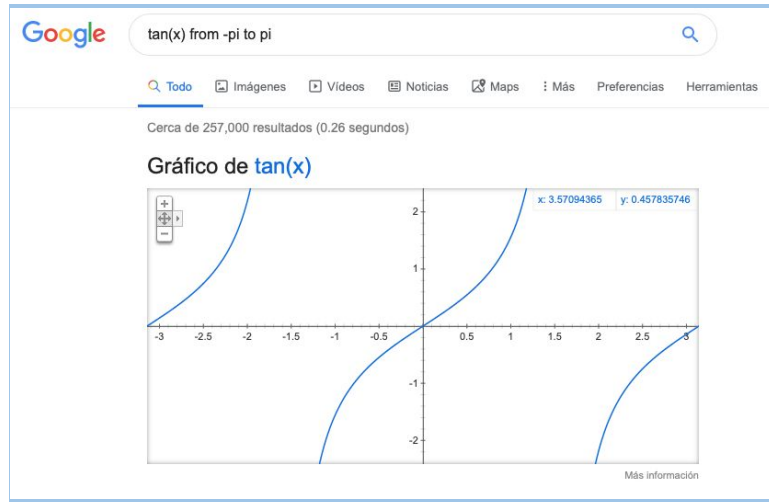 Google tan(x) from -pi to pi
Todo Imágenes Vídeos Noticias Maps Más Preferencias Herramientas
Cerca de 257,000 resultados (0.26 segundos)
Gráfico de tan(x)
x: 3.57094365 y: 0.457835746
2
1
-3 -2.5 -2 -1.5 -1 -0.5 0 0.5 1 1.5 2 2.5 3
-1
-2
Más información